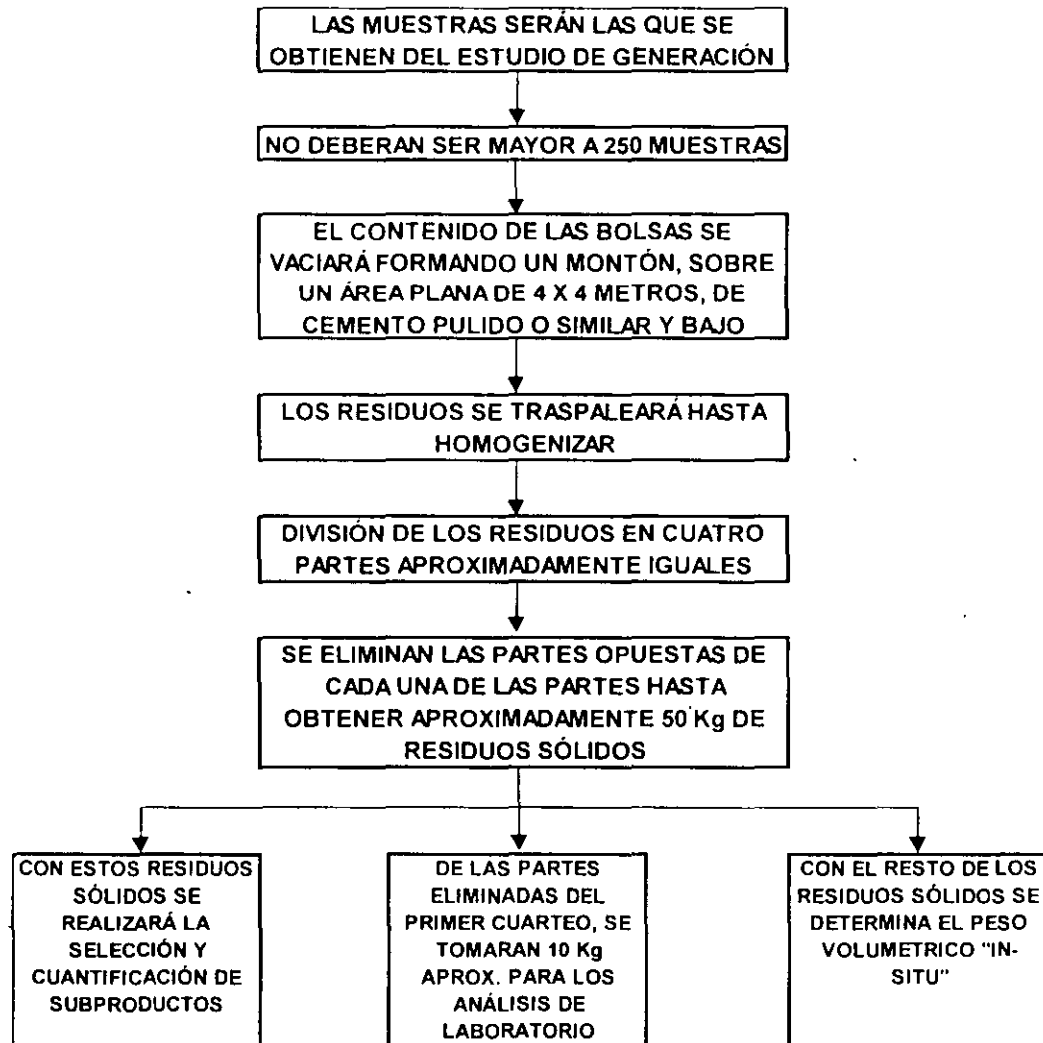 LAS MUESTRAS SERÁN LAS QUE SE
OBTIENEN DEL ESTUDIO DE GENERACIÓN
NO DEBERAN SER MAYOR A 250 MUESTRAS
EL CONTENIDO DE LAS BOLSAS SE
VACIARÁ FORMANDO UN MONTÓN, SOBRE
UN ÁREA PLANA DE 4 X 4 METROS, DE
CEMENTO PULIDO O SIMILAR Y BAJO
LOS RESIDUOS SE TRASPALEARÁ HASTA
HOMOGENIZAR
DIVISIÓN DE LOS RESIDUOS EN CUATRO
PARTES APROXIMADAMENTE IGUALES
SE ELIMINAN LAS PARTES OPUESTAS DE
CADA UNA DE LAS PARTES HASTA
OBTENER APROXIMADAMENTE 50 Kg DE
RESIDUOS SÓLIDOS
CON ESTOS RESIDUOS
SÓLIDOS SE
REALIZARÁ LA
SELECCIÓN Y
CUANTIFICACIÓN DE
SUBPRODUCTOS
DE LAS PARTES
ELIMINADAS DEL
PRIMER CUARTEO, SE
TOMARAN 10 Kg
APROX. PARA LOS
ANÁLISIS DE
LABORATORIO
CON EL RESTO DE LOS
RESIDUOS SÓLIDOS SE
DETERMINA EL PESO
VOLUMETRICO "IN-
SITU"